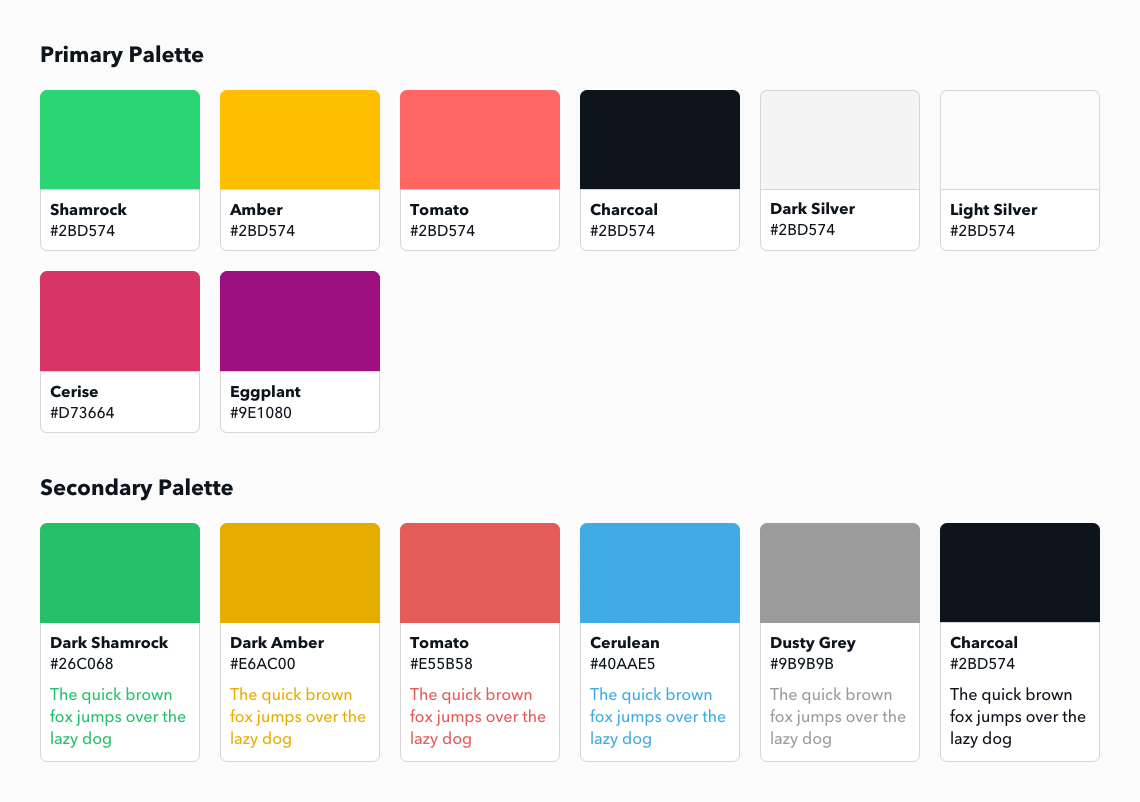 Primary Palette
Shamrock
#2BD574
Amber
#2BD574
Tomato
#2BD574
Charcoal
#2BD574
Dark Silver
#2BD574
Light Silver
#2BD574
Cerise
#D73664
Eggplant
#9E1080
Secondary Palette
Dark Shamrock
#26C068
The quick brown
fox jumps over the
lazy dog
Dark Amber
#E6AC00
The quick brown
fox jumps over the
lazy dog
Tomato
#E55B58
The quick brown
fox jumps over the
lazy dog
Cerulean
#40AAE5
The quick brown
fox jumps over the
lazy dog
Dusty Grey
#9B9B9B
The quick brown
fox jumps over the
lazy dog
Charcoal
#2BD574
The quick brown
fox jumps over the
lazy dog